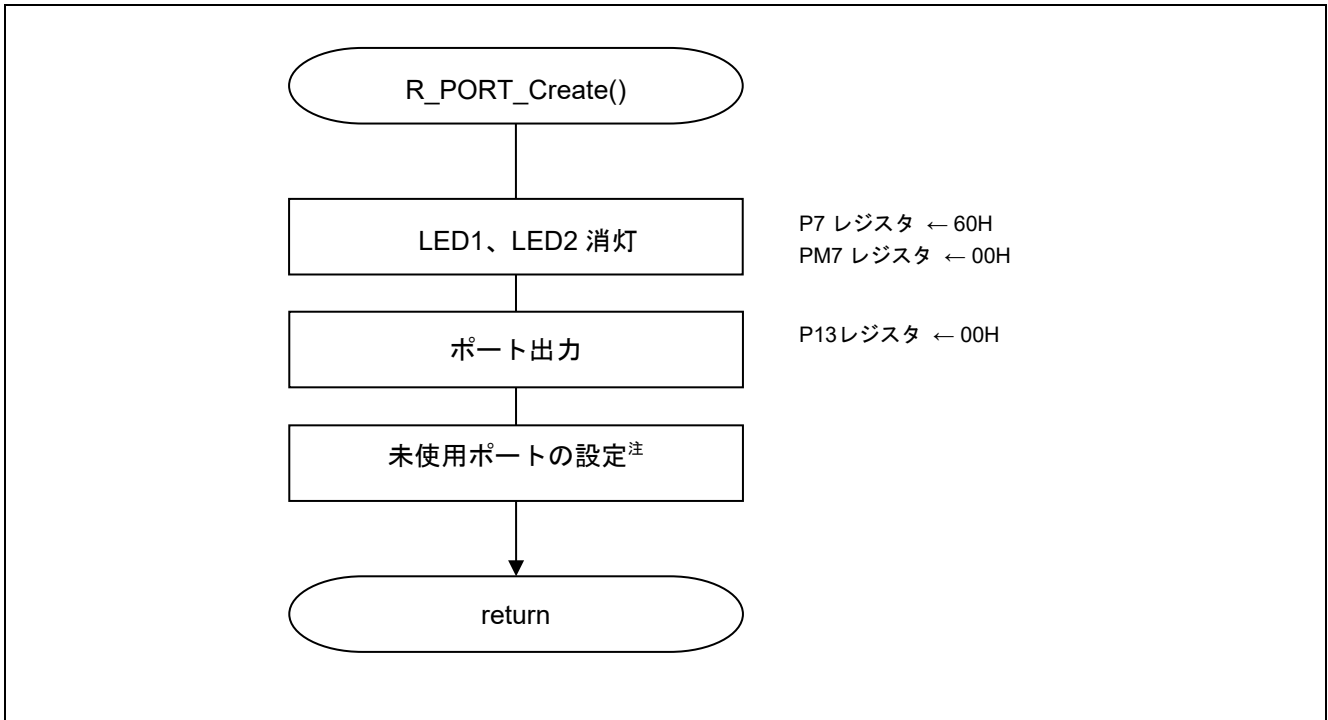 R_PORT_Create()
LED1、LED2 消灯
P7 レジスタ ← 60H
PM7 レジスタ ← 00H
ポート出力
P13レジスタ ← 00H
未使用ポートの設定注
return